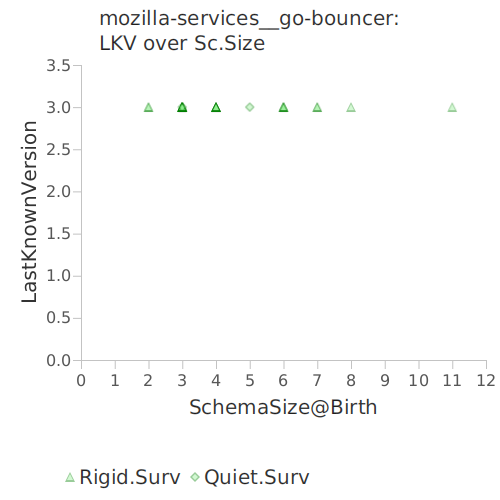 mozilla-services__go-bouncer:
LKV over Sc.Size
3.5
3.0
2.5
2.0
1.5
1.0
0.5
0.0
LastKnownVersion
0 1 2 3 4 5 6 7 8 9 10 11 12
SchemaSize@Birth
Rigid.Surv Quiet.Surv